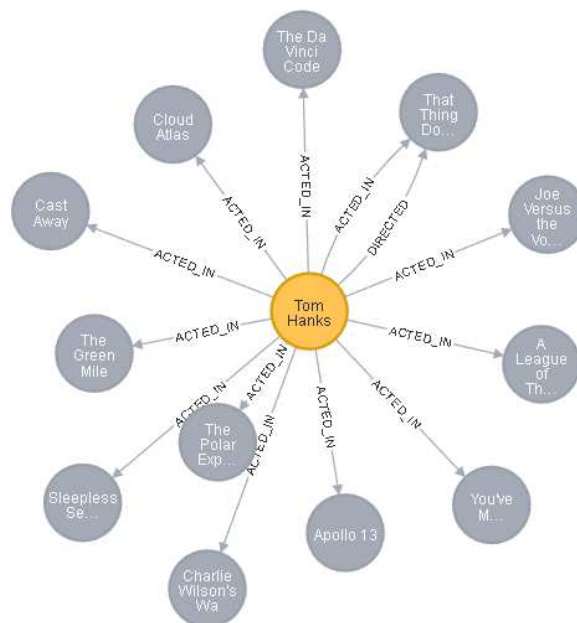 The Da
Vinci
Code
That
Thing
Do...
Cloud
Atlas
Joe
Versus
the
Vo...
Cast
Away
ACTED_IN
ACTED_IN
ACTED_IN
DIRECTED
ACTED_IN
ACTED_IN
Tom
Hanks
The
Green
Mile
ACTED_IN
ACTED_IN
A
League
of
Th...
ACTED_IN
ACTED_IN
ACTED_IN
ACTED_IN
ACTED_IN
The
Polar
Exp...
Sleepless
Se...
You've
M...
Apollo 13
Charlie
Wilson's
Wa